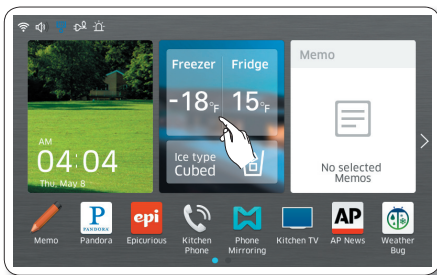 Freezer Fridge
-18°F 15°F
Ice type
Cubed
AM
04:04
Thu, May 8
Memo
No selected
Memos
P
PANDORA
epi
AP
Memo
Pandora
Epicurious
Kitchen
Phone
Phone
Mirroring
Kitchen TV
AP News
Weather
Bug